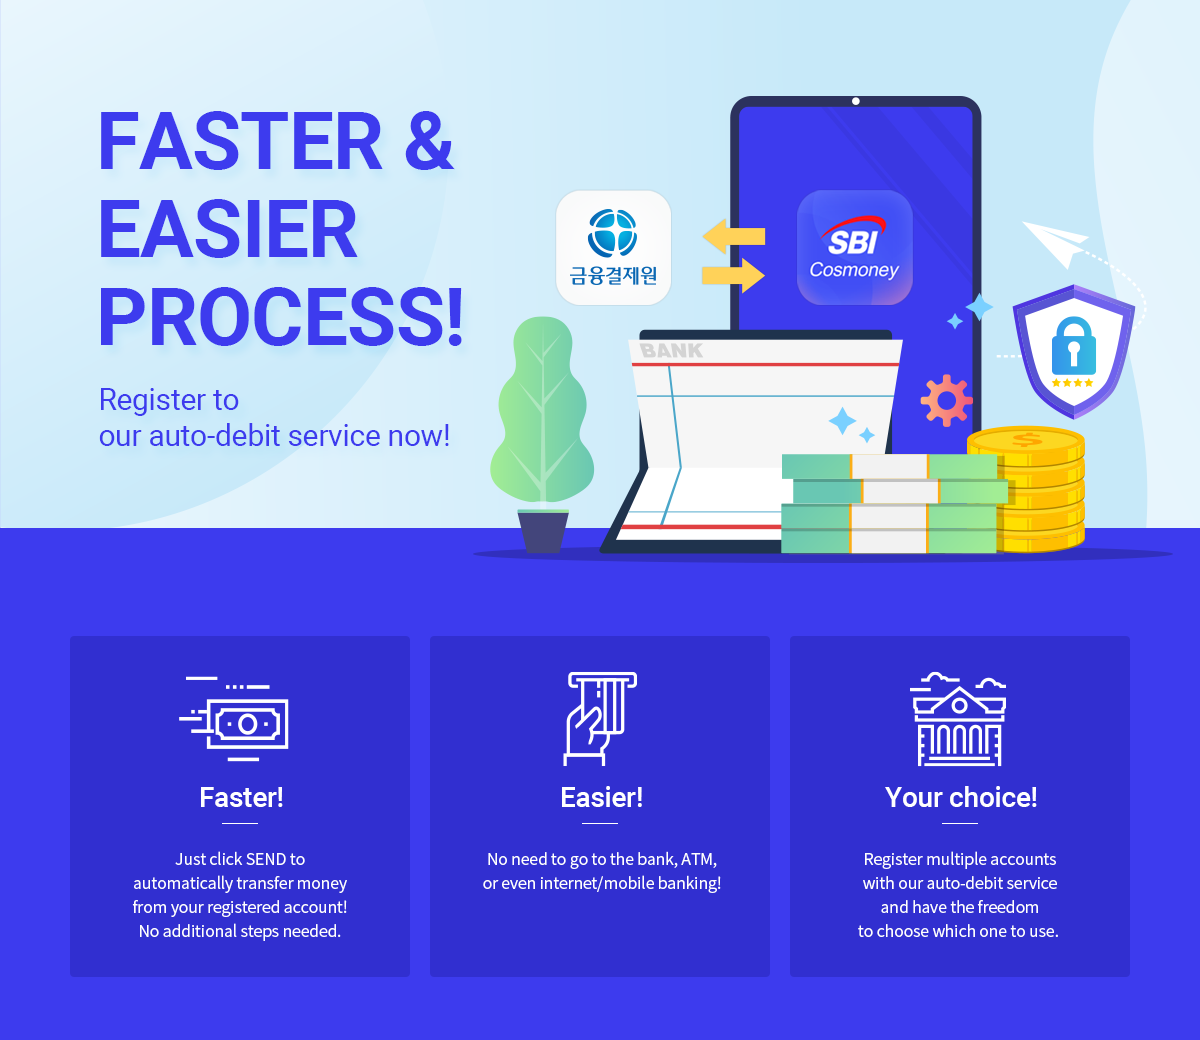 FASTER &
EASIER
PROCESS!
Register to
our auto-debit service now!
금융결제원
SBI
Cosmoney
BANK
Faster!
Just click SEND to
automatically transfer money
from your registered account!
No additional steps needed.
Easier!
No need to go to the bank, ATM,
or even internet/mobile banking!
Your choice!
Register multiple accounts
with our auto-debit service
and have the freedom
to choose which one to use.